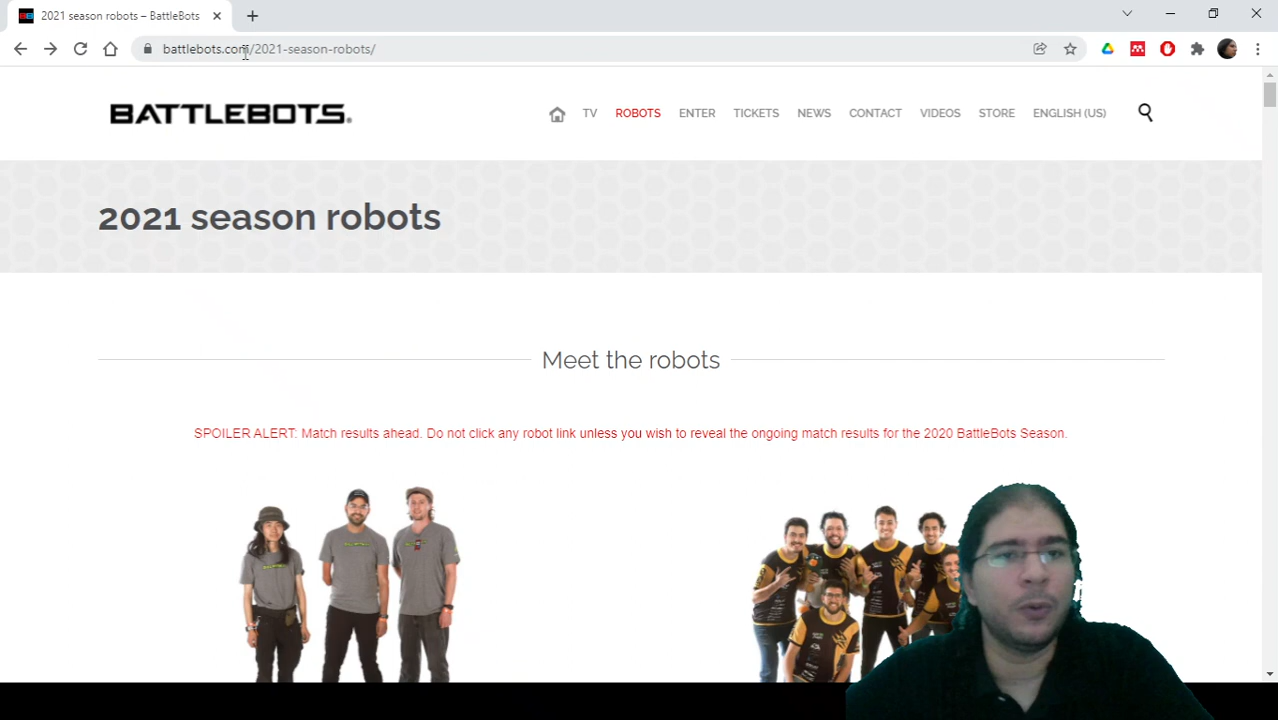 2021 season robots – BattleBots
battlebots.com/2021-season-robots/
BATTLEBOTS.
TV ROBOTS ENTER TICKETS NEWS CONTACT VIDEOS STORE ENGLISH (US)
2021 season robots
Meet the robots
SPOILER ALERT: Match results ahead. Do not click any robot link unless you wish to reveal the ongoing match results for the 2020 BattleBots Season.